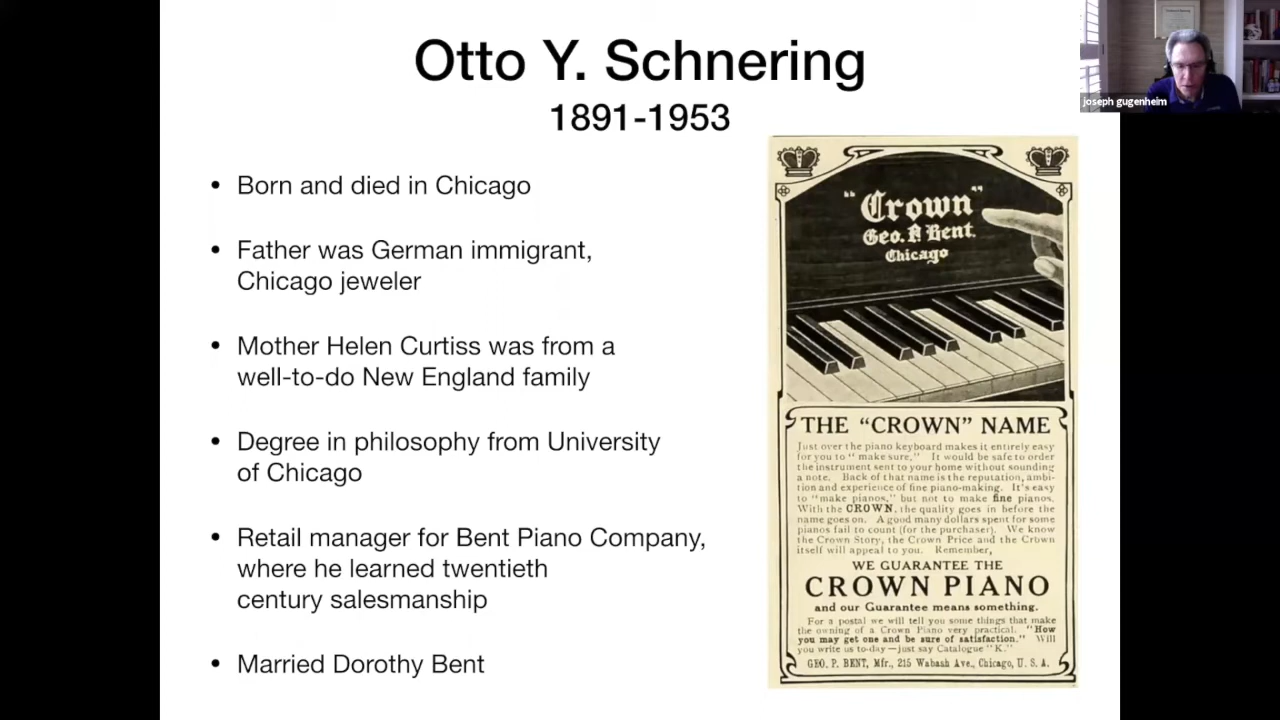 Otto Y. Schnering
1891-1953
joseph gugenheim
• Born and died in Chicago
• Father was German immigrant,
Chicago jeweler
• Mother Helen Curtiss was from a
well-to-do New England family
• Degree in philosophy from University
of Chicago
• Retail manager for Bent Piano Company,
where he learned twentieth
century salesmanship
• Married Dorothy Bent
"Crown"
Geo. P. Bent.
Chicago
THE "CROWN" NAME
Just over the piano keyboard makes it entirely easy
for you to "make sure." It would be safe to order
the instrument sent to your home without sounding
a note. Back of that name is the reputation, ambi-
tion and experience of fine piano-making. It's easy
to "make pianos," but not to make fine pianos.
With the CROWN, the quality goes in before the
name goes on. A good many dollars spent for some
pianos fail to count (for the purchaser). We know
the Crown Story, the Crown Price and the Crown
itself will appeal to you. Remember,
WE GUARANTEE THE
CROWN PIANO
and our Guarantee means something.
For a postal we will tell you some things that make
the owning of a Crown Piano very practical. "How
you may get one and be sure of satisfaction." Will
you write us to-day—just say Catalogue "K."
GEO. P. BENT, Mfr., 215 Wabash Ave., Chicago, U. S. A.